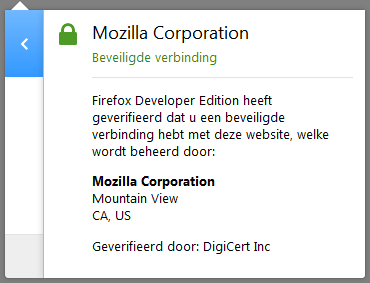 Mozilla Corporation
Beveiligde verbinding
Firefox Developer Edition heeft
geverifieerd dat u een beveiligde
verbinding hebt met deze website, welke
wordt beheerd door:
Mozilla Corporation
Mountain View
CA, US
Geverifieerd door: DigiCert Inc